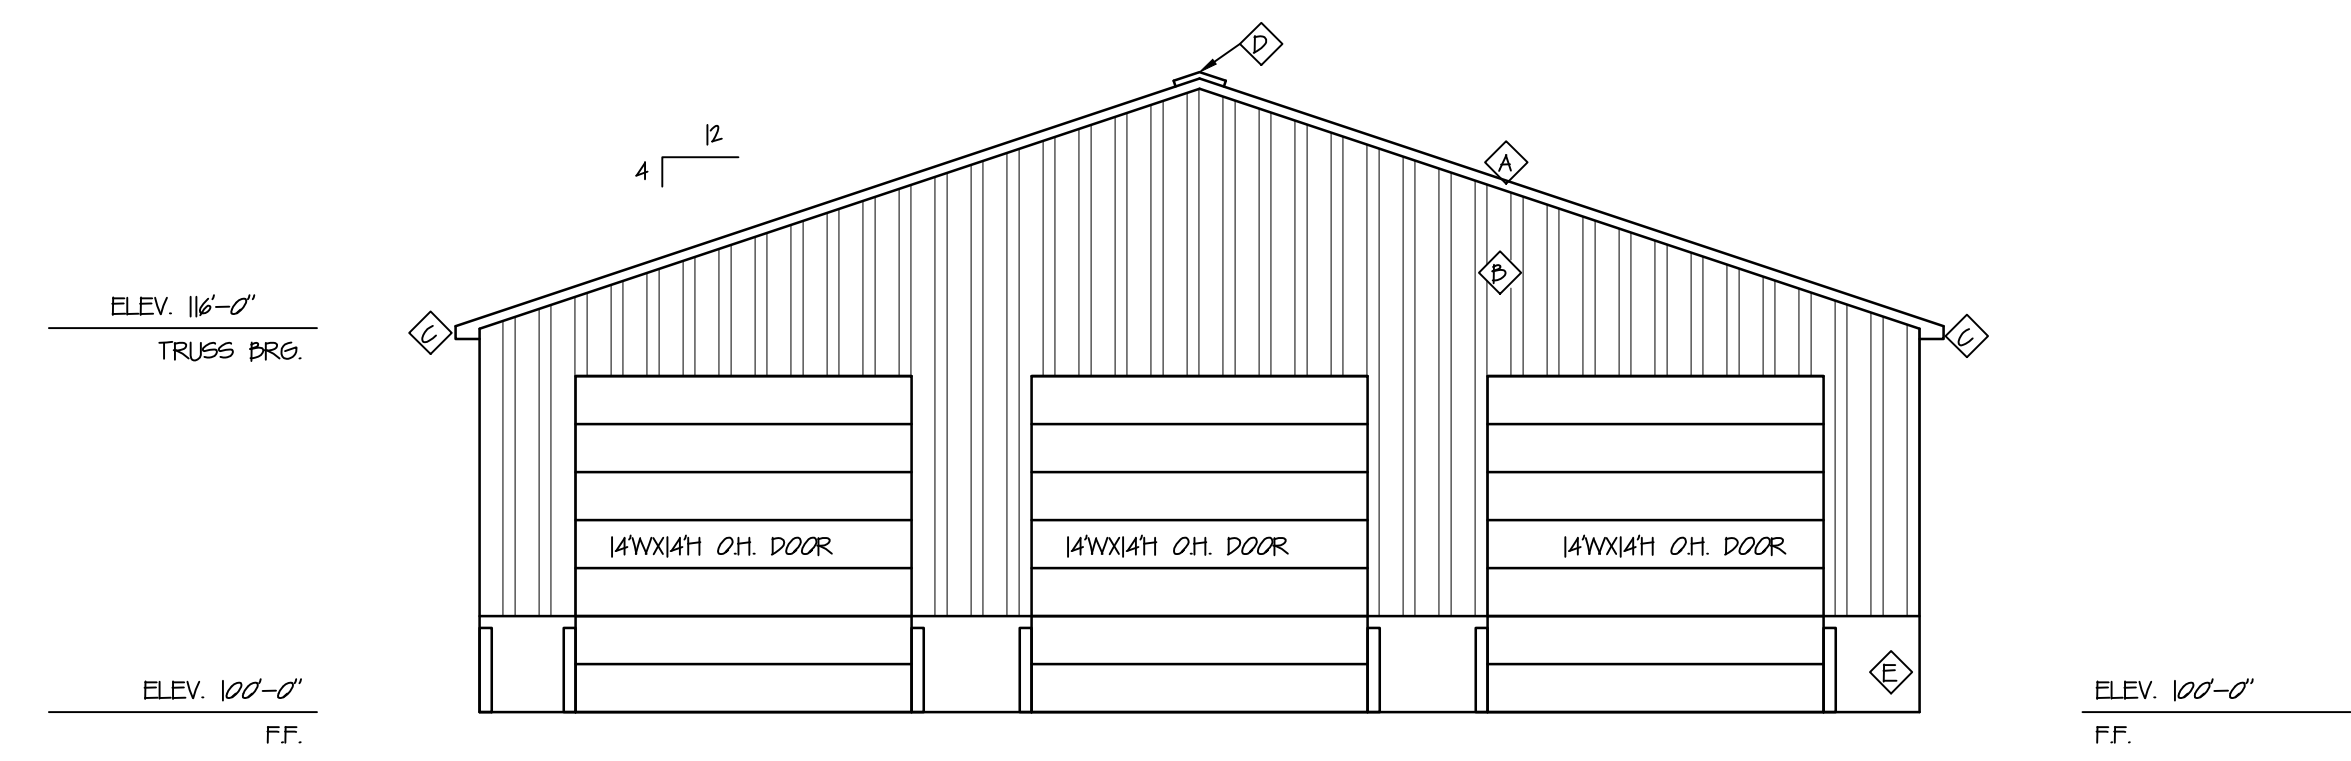 D
12
4
A
B
ELEV. 116'-0"
TRUSS BRG.
C
C
14'WX14'H O.H. DOOR
14'WX14'H O.H. DOOR
14'WX14'H O.H. DOOR
E
ELEV. 100'-0"
F.F.
ELEV. 100'-0"
F.F.